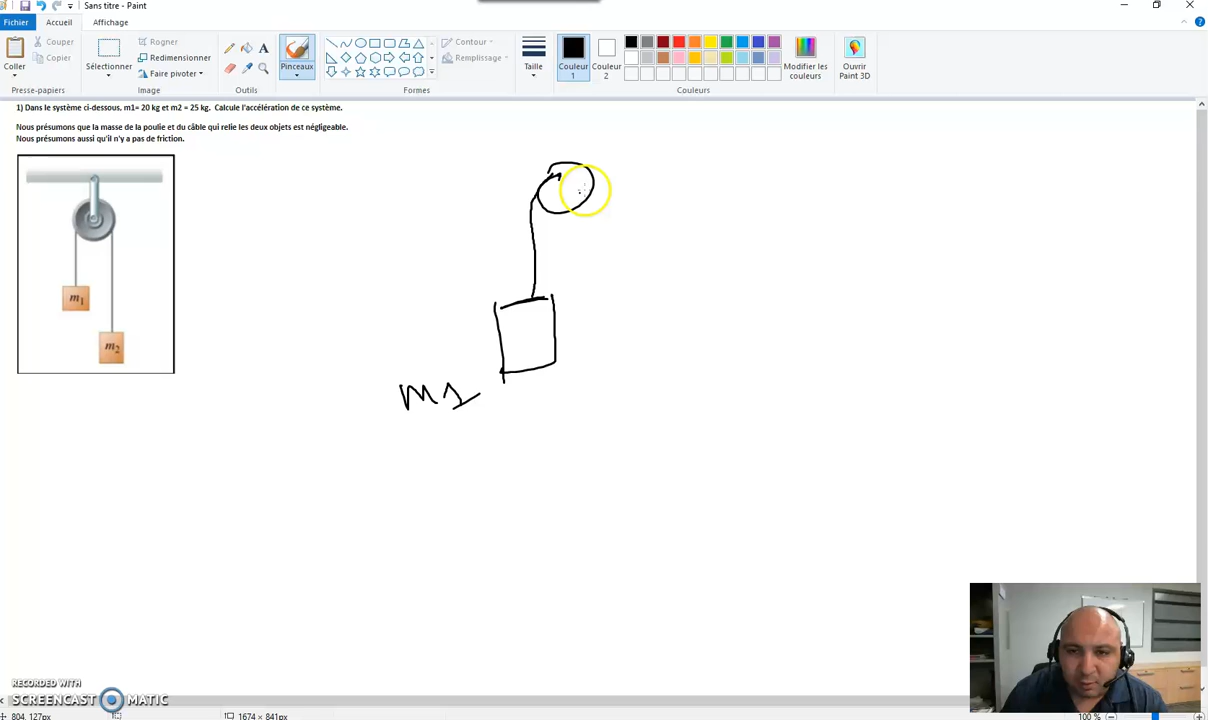 Sans titre - Paint
Fichier Accueil Affichage
Coller
Couper
Copier
Presse-papiers
Sélectionner
Rogner
Redimensionner
Faire pivoter
Image
Outils
Pinceaux
Formes
Contour
Remplissage
Taille
Couleur 1
Couleur 2
Couleurs
Modifier les couleurs
Ouvrir Paint 3D
1) Dans le système ci-dessous, m1= 20 kg et m2 = 25 kg. Calcule l'accélération de ce système.
Nous présumons que la masse de la poulie et du câble qui relie les deux objets est négligeable.
Nous présumons aussi qu'il n'y a pas de friction.
m1
m2
m1
RECORDED WITH
SCREENCAST MATIC
804, 127px
1674 × 841px
100 %